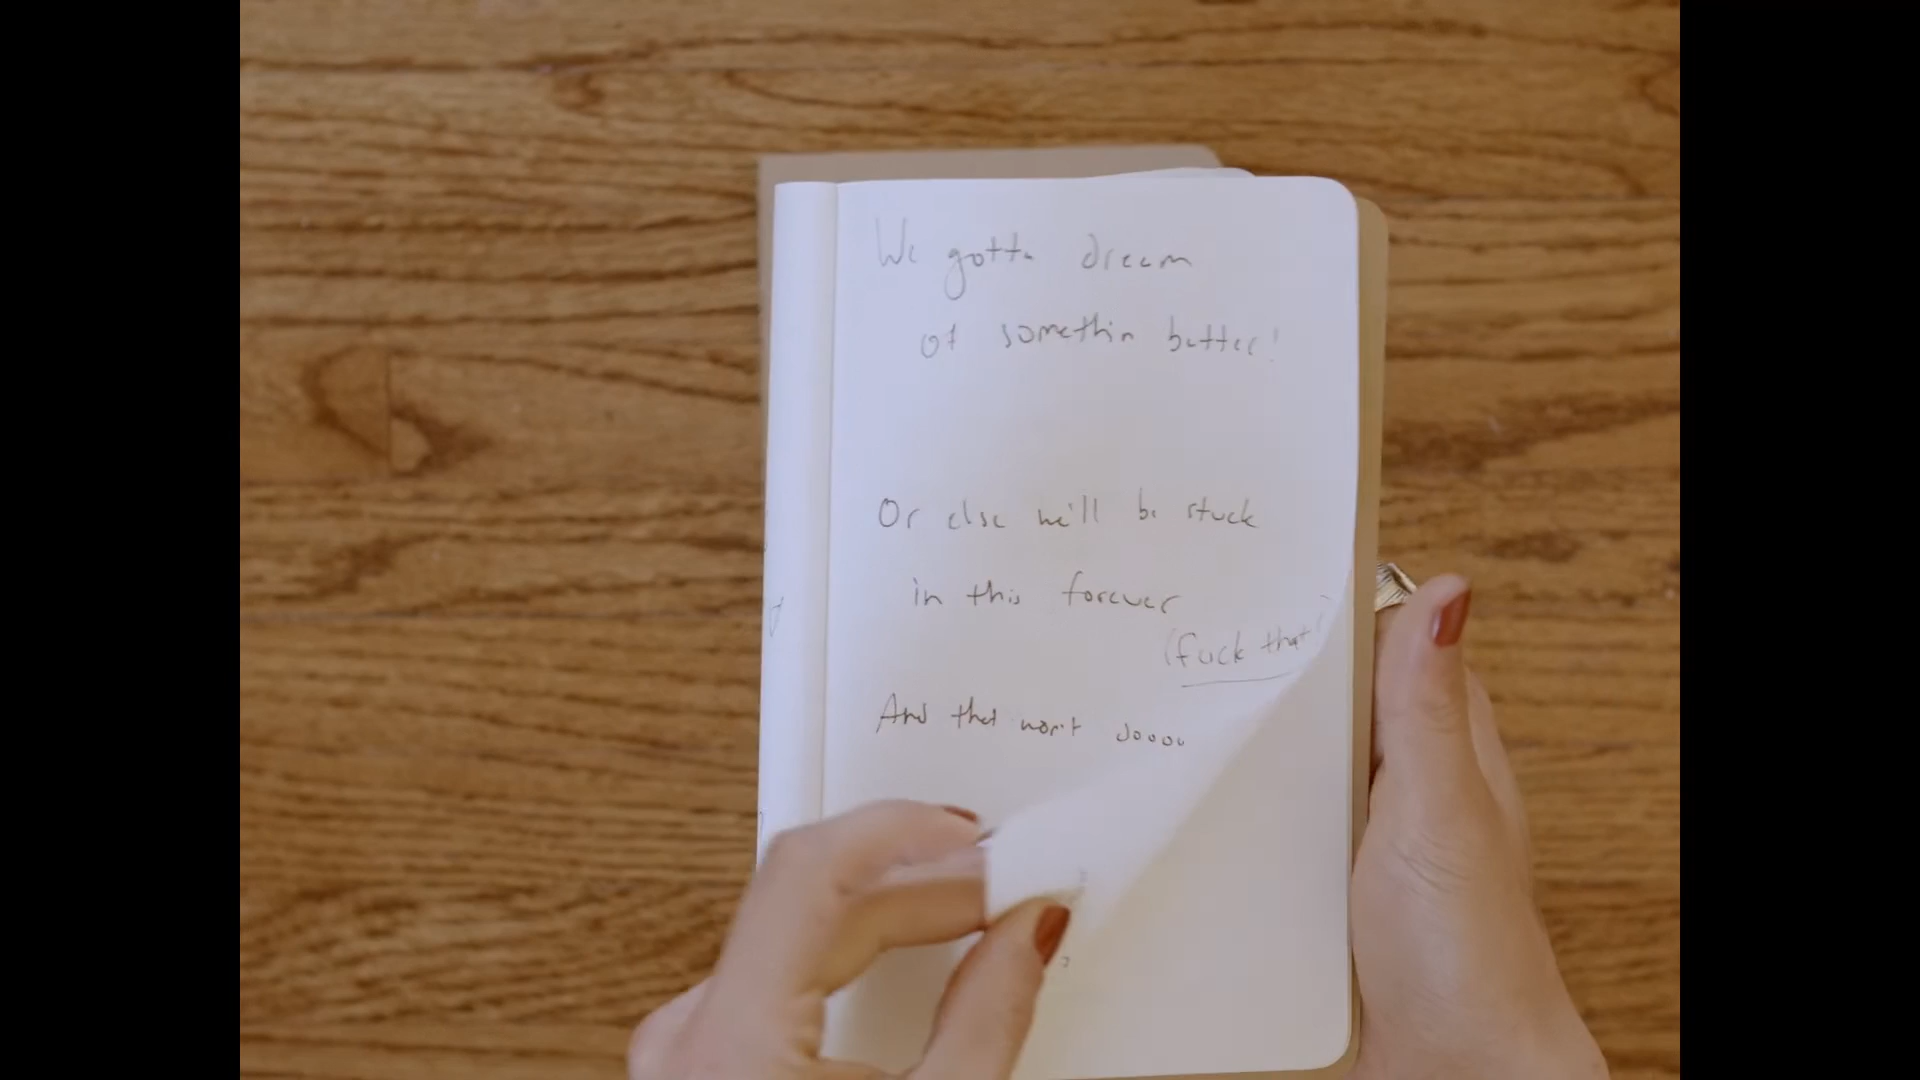 We gotta dream
of somethin better!
Or else we'll be stuck
in this forever
(fuck that)
And that won't doooo